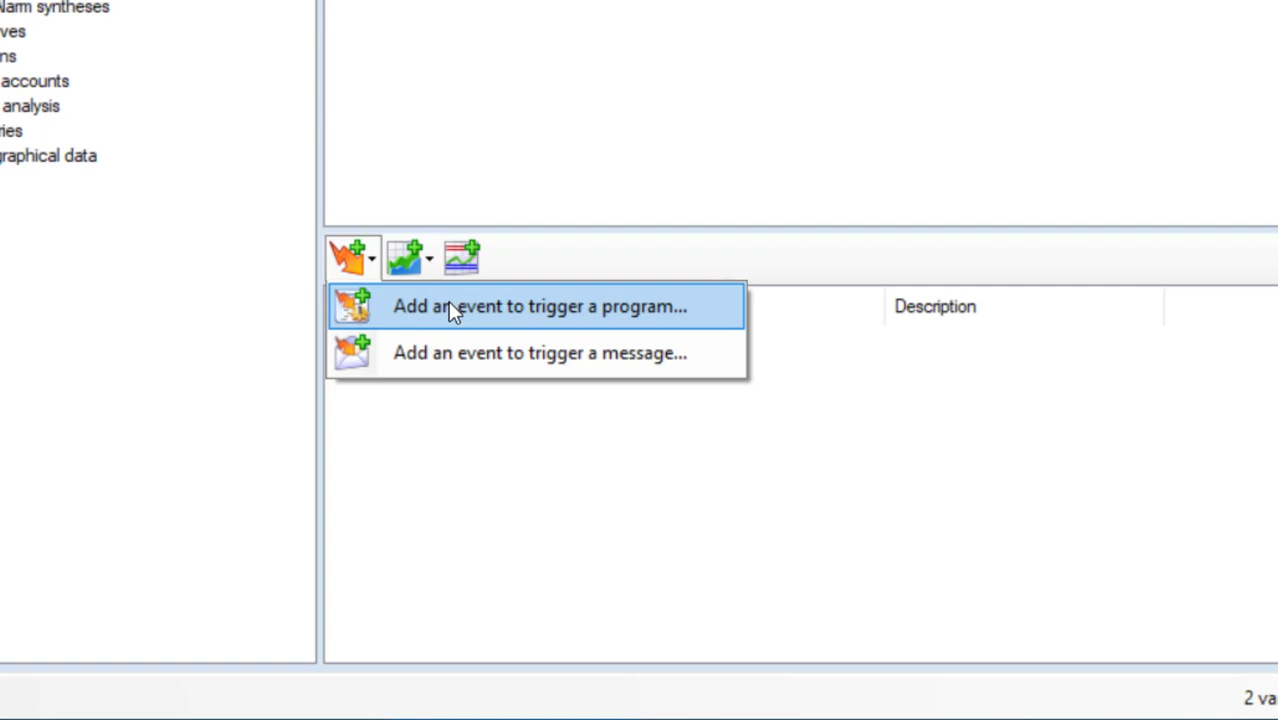 Narm syntheses
ves
ns
accounts
analysis
ries
graphical data
Add an event to trigger a program...
Description
Add an event to trigger a message...
2 va